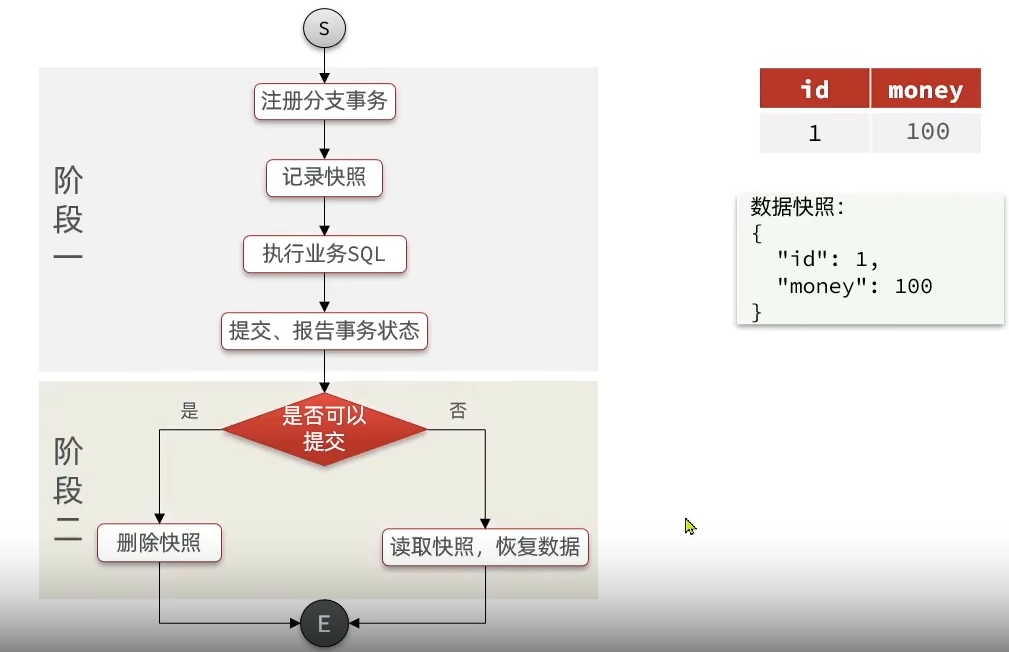 S
阶段一
注册分支事务
记录快照
执行业务SQL
提交、报告事务状态
阶段二
是否可以
提交
是
否
删除快照
读取快照，恢复数据
E
id money
1 100
数据快照：
{
"id": 1,
"money": 100
}